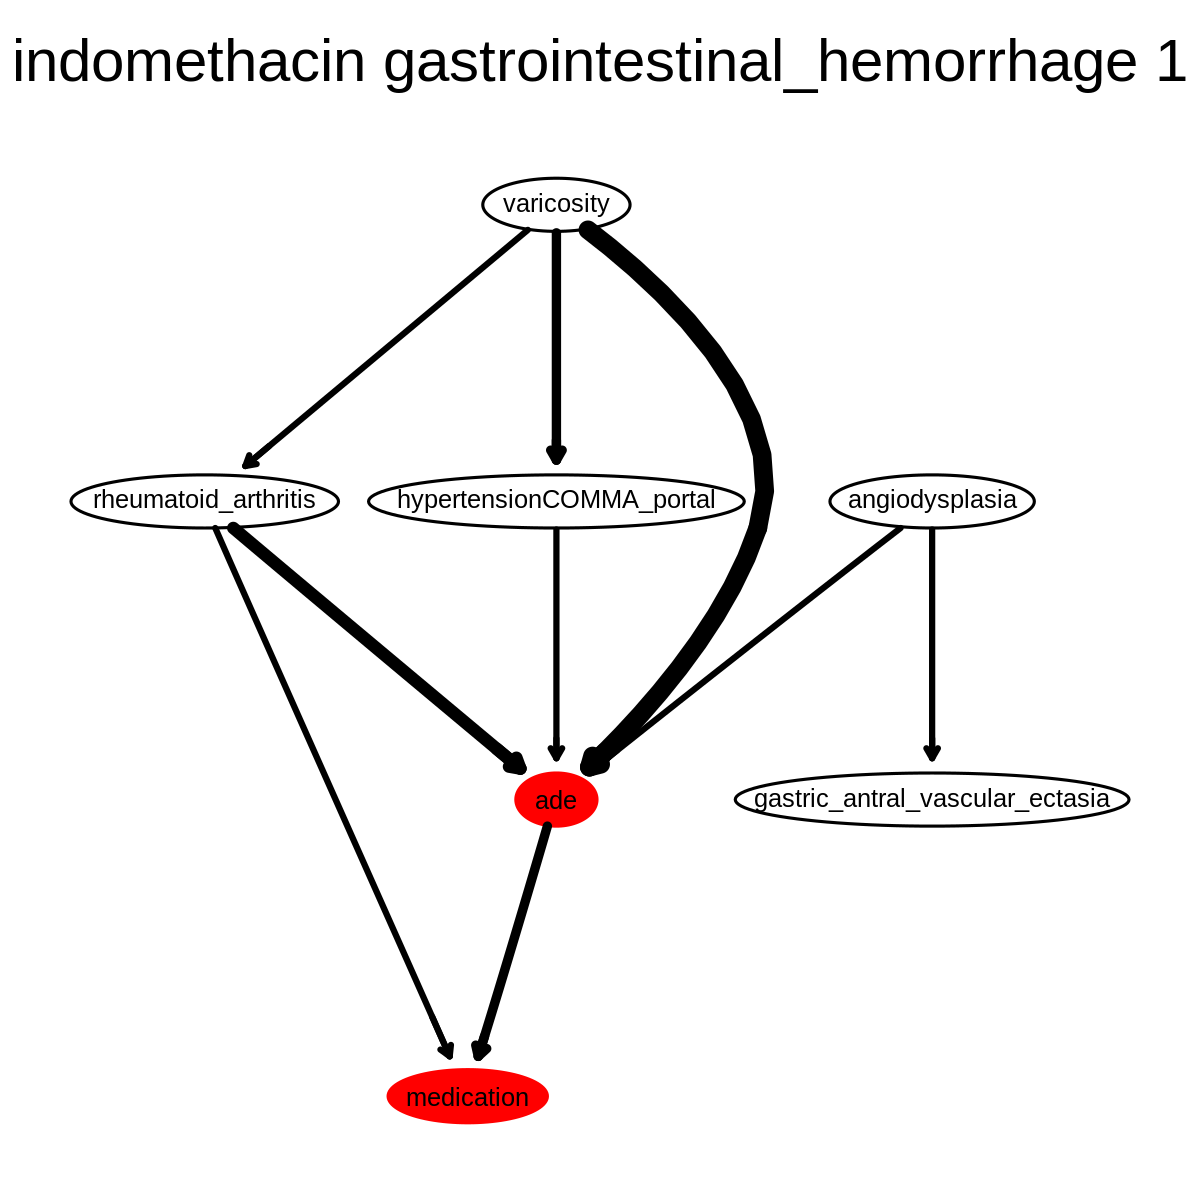 indomethacin gastrointestinal_hemorrhage 1
varicosity
rheumatoid_arthritis
hypertensionCOMMA_portal
angiodysplasia
ade
gastric_antral_vascular_ectasia
medication